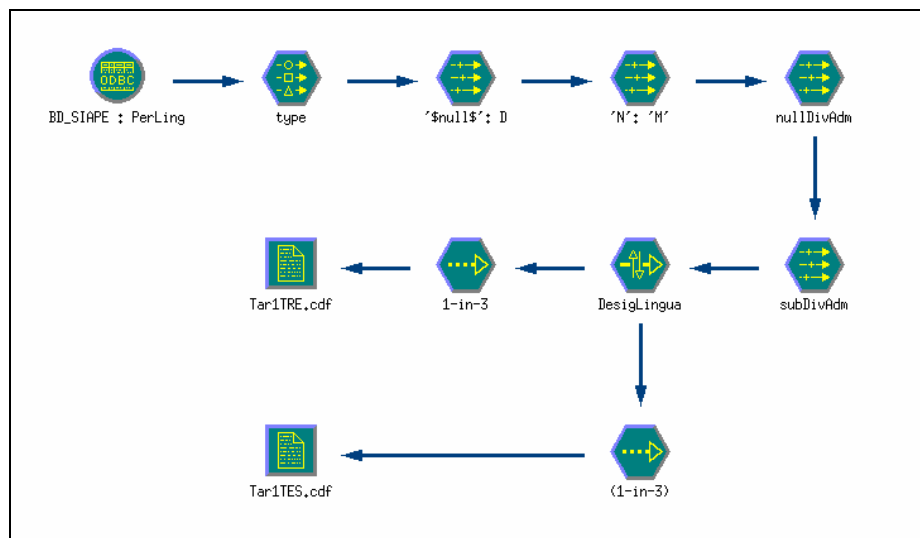 ODBC
BD_SIAPE : PerLing
type
'$null$': D
'N': 'M'
nullDivAdm
Tar1TRE.cdf
1-in-3
DesigLingua
subDivAdm
Tar1TES.cdf
(1-in-3)